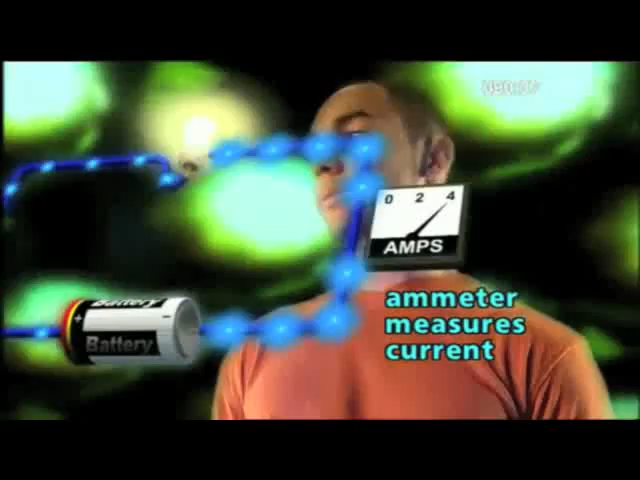 0 2 4
AMPS
ammeter
measures
current
Battery
+ -
Battery